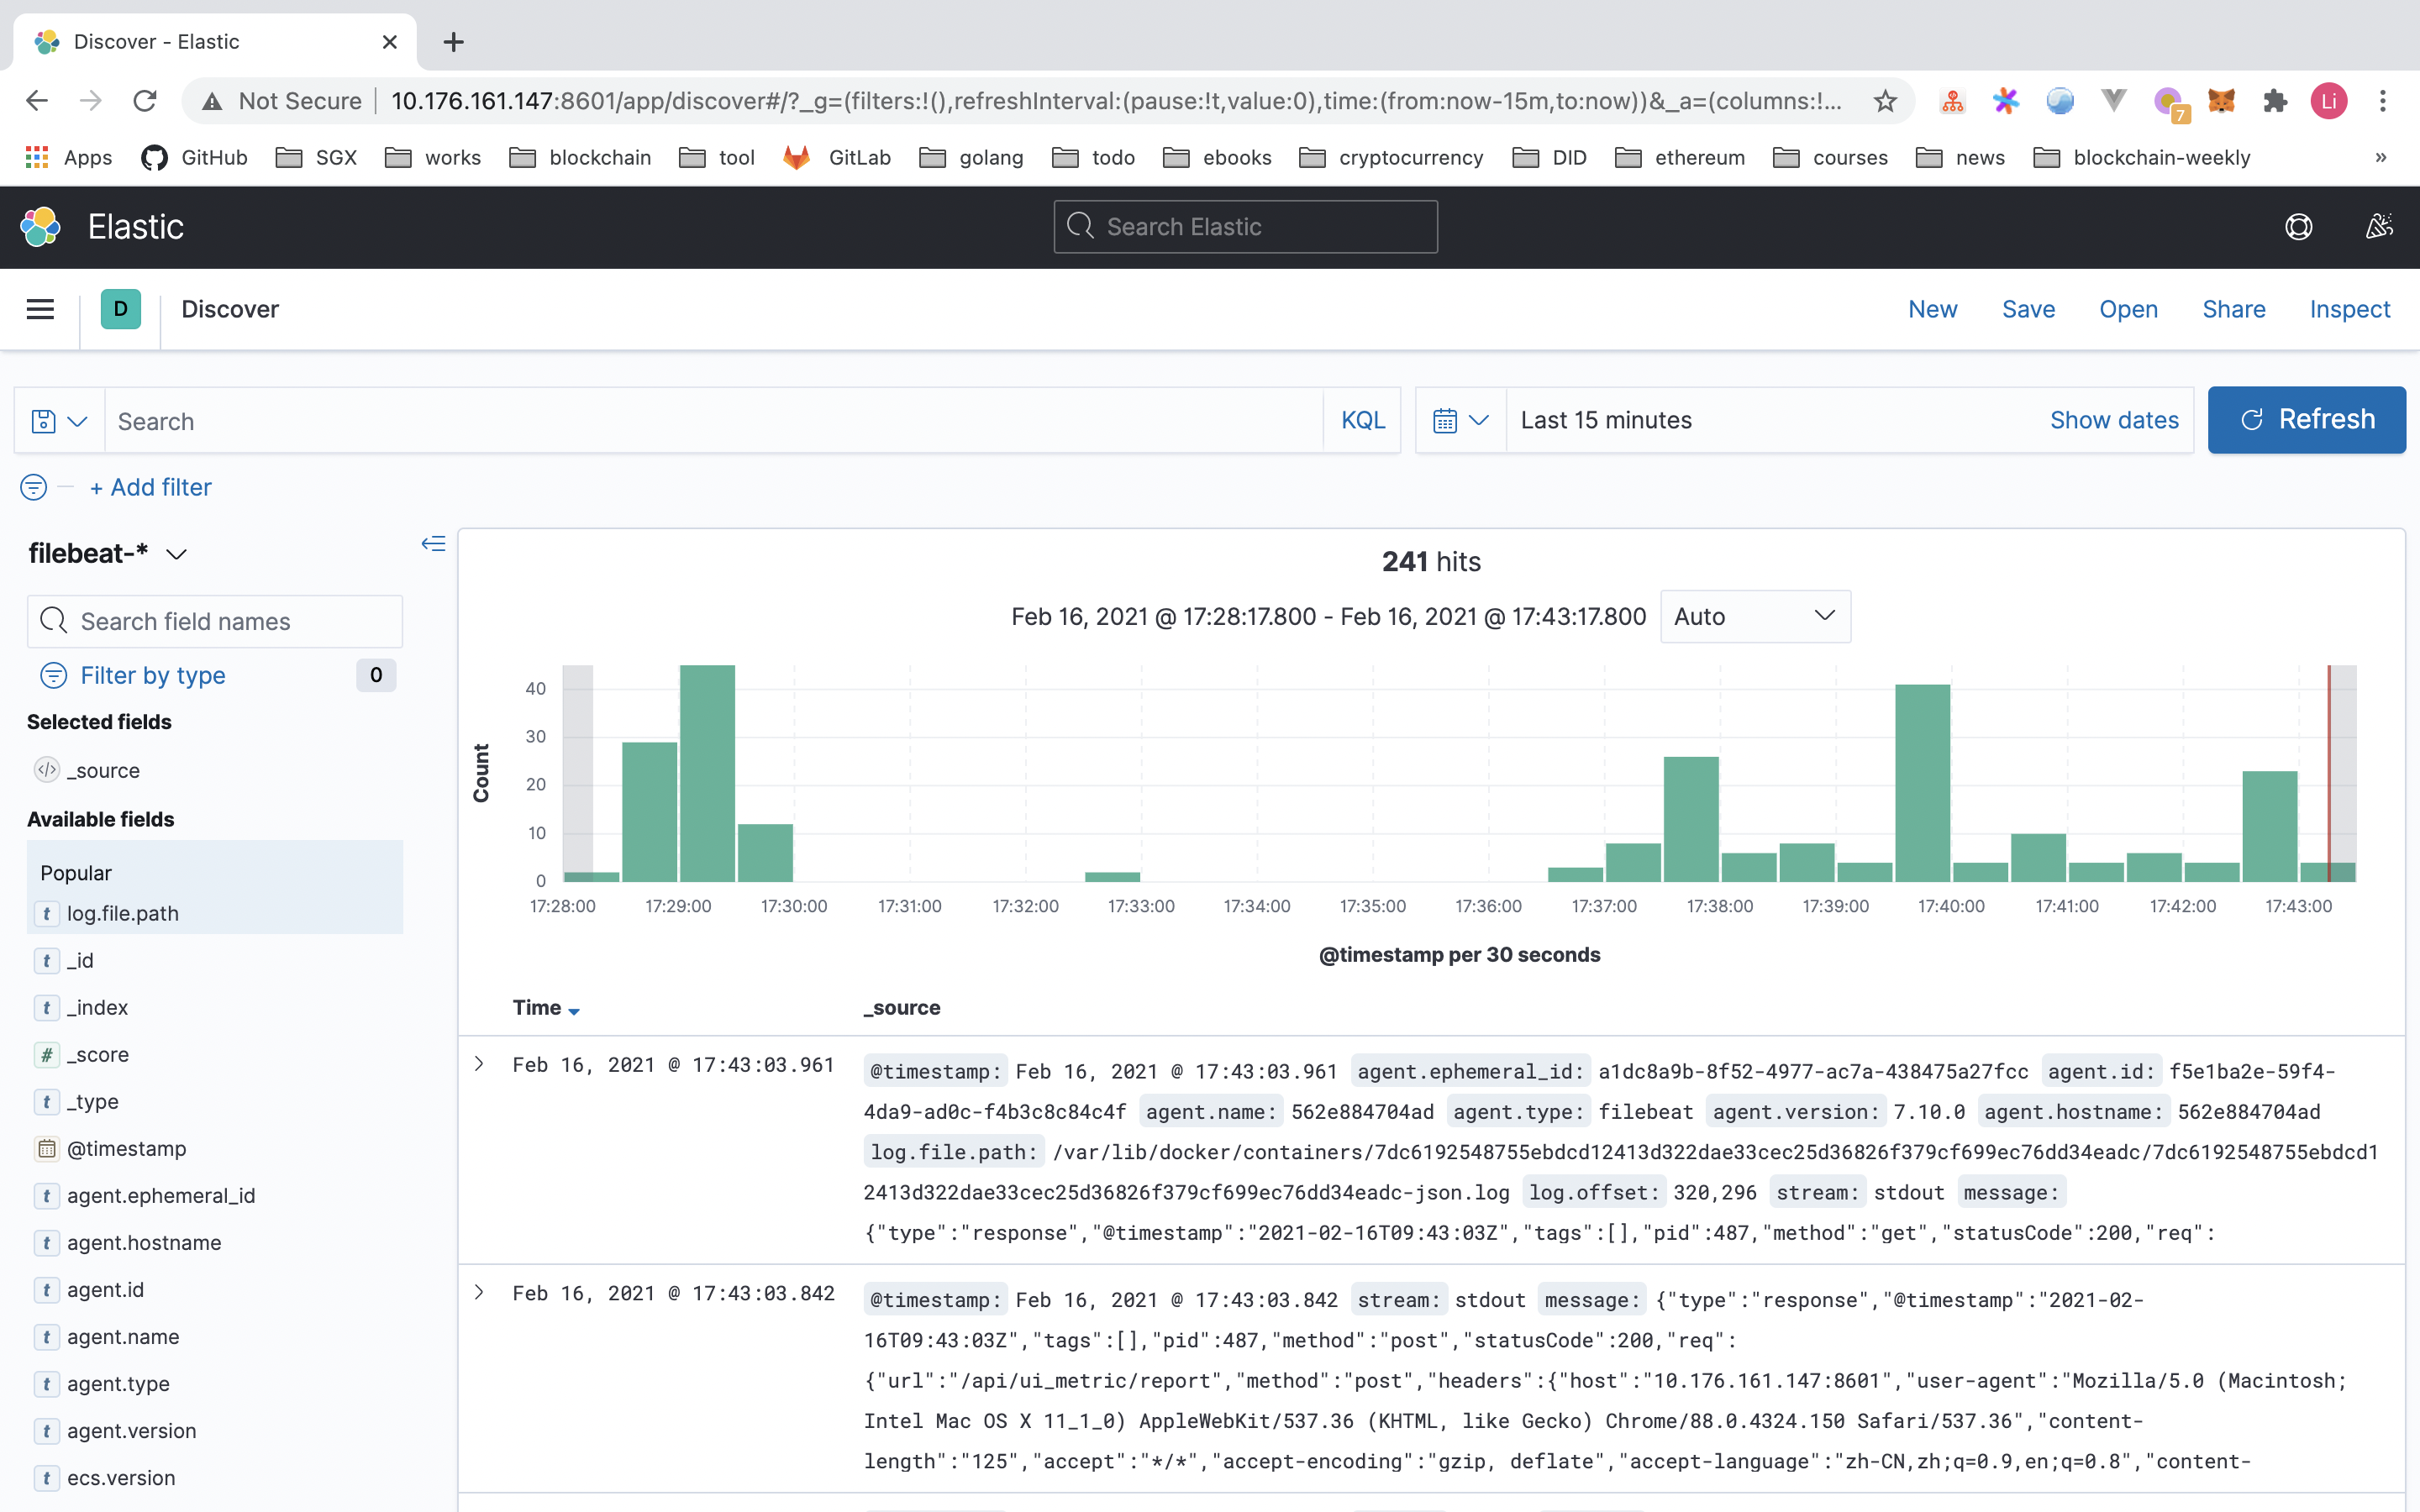 Discover - Elastic
Not Secure 10.176.161.147:8601/app/discover#/?_g=(filters:!(),refreshInterval:(pause:!t,value:0),time:(from:now-15m,to:now))&_a=(columns:!... 7 Li
Apps GitHub SGX works blockchain tool GitLab golang todo ebooks cryptocurrency DID ethereum courses news blockchain-weekly »
Elastic Search Elastic
D Discover New Save Open Share Inspect
Search KQL Last 15 minutes Show dates Refresh
+ Add filter
filebeat-*
Search field names
Filter by type 0
Selected fields
_source
Available fields
Popular
t log.file.path
t _id
t _index
# _score
t _type
@timestamp
t agent.ephemeral_id
t agent.hostname
t agent.id
t agent.name
t agent.type
t agent.version
t ecs.version
241 hits
Feb 16, 2021 @ 17:28:17.800 - Feb 16, 2021 @ 17:43:17.800 Auto
Count
40
30
20
10
0
17:28:00 17:29:00 17:30:00 17:31:00 17:32:00 17:33:00 17:34:00 17:35:00 17:36:00 17:37:00 17:38:00 17:39:00 17:40:00 17:41:00 17:42:00 17:43:00
@timestamp per 30 seconds
Time _source
Feb 16, 2021 @ 17:43:03.961 @timestamp: Feb 16, 2021 @ 17:43:03.961 agent.ephemeral_id: a1dc8a9b-8f52-4977-ac7a-438475a27fcc agent.id: f5e1ba2e-59f4-
4da9-ad0c-f4b3c8c84c4f agent.name: 562e884704ad agent.type: filebeat agent.version: 7.10.0 agent.hostname: 562e884704ad
log.file.path: /var/lib/docker/containers/7dc6192548755ebdcd12413d322dae33cec25d36826f379cf699ec76dd34eadc/7dc6192548755ebdcd1
2413d322dae33cec25d36826f379cf699ec76dd34eadc-json.log log.offset: 320,296 stream: stdout message:
{"type":"response","@timestamp":"2021-02-16T09:43:03Z","tags":[],"pid":487,"method":"get","statusCode":200,"req":
Feb 16, 2021 @ 17:43:03.842 @timestamp: Feb 16, 2021 @ 17:43:03.842 stream: stdout message: {"type":"response","@timestamp":"2021-02-
16T09:43:03Z","tags":[],"pid":487,"method":"post","statusCode":200,"req":
{"url":"/api/ui_metric/report","method":"post","headers":{"host":"10.176.161.147:8601","user-agent":"Mozilla/5.0 (Macintosh;
Intel Mac OS X 11_1_0) AppleWebKit/537.36 (KHTML, like Gecko) Chrome/88.0.4324.150 Safari/537.36","content-
length":"125","accept":"*/*","accept-encoding":"gzip, deflate","accept-language":"zh-CN,zh;q=0.9,en;q=0.8","content-